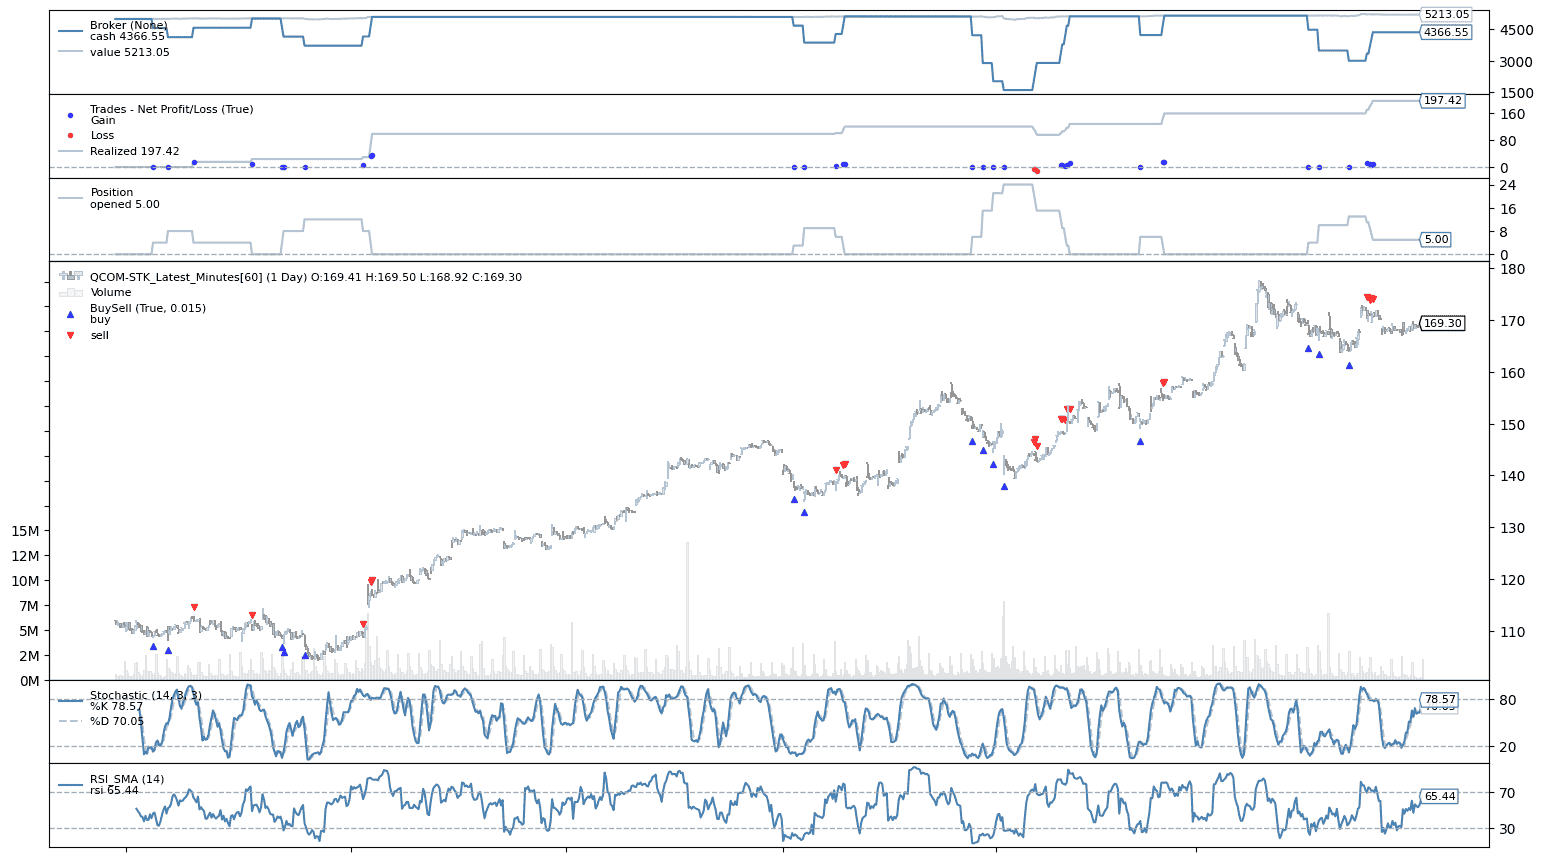 Broker (None)
cash 4366.55
value 5213.05
5213.05
4366.55
4500
3000
1500
Trades - Net Profit/Loss (True)
Gain
Loss
Realized 197.42
197.42
160
80
0
Position
opened 5.00
24
16
8
0
5.00
QCOM-STK_Latest_Minutes[60] (1 Day) O:169.41 H:169.50 L:168.92 C:169.30
Volume
BuySell (True, 0.015)
buy
sell
180
170
169.30
160
150
140
130
120
110
15M
12M
10M
7M
5M
2M
0M
Stochastic (14, 3, 3)
%K 78.57
%D 70.05
80
78.57
70.05
20
RSI_SMA (14)
rsi 65.44
70
65.44
30